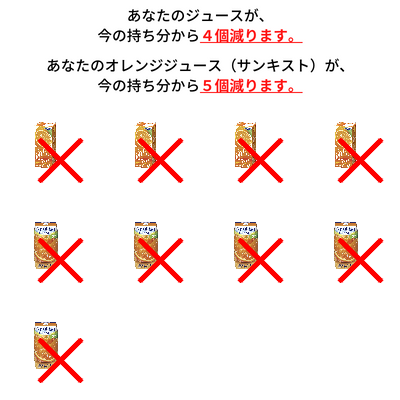 あなたのジュースが、
今の持ち分から４個減ります。
あなたのオレンジジュース（サンキスト）が、
今の持ち分から５個減ります。